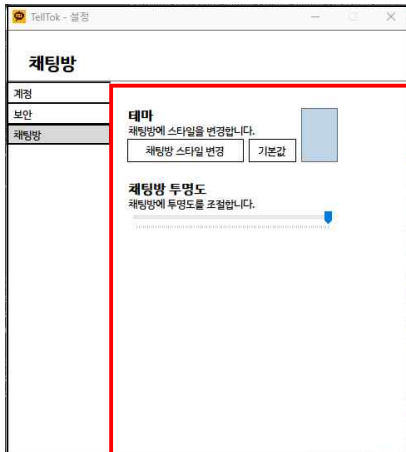 TellTok - 설정
채팅방
계정
보안
채팅방
테마
채팅방에 스타일을 변경합니다.
채팅방 스타일 변경
기본값
채팅방 투명도
채팅방에 투명도를 조절합니다.